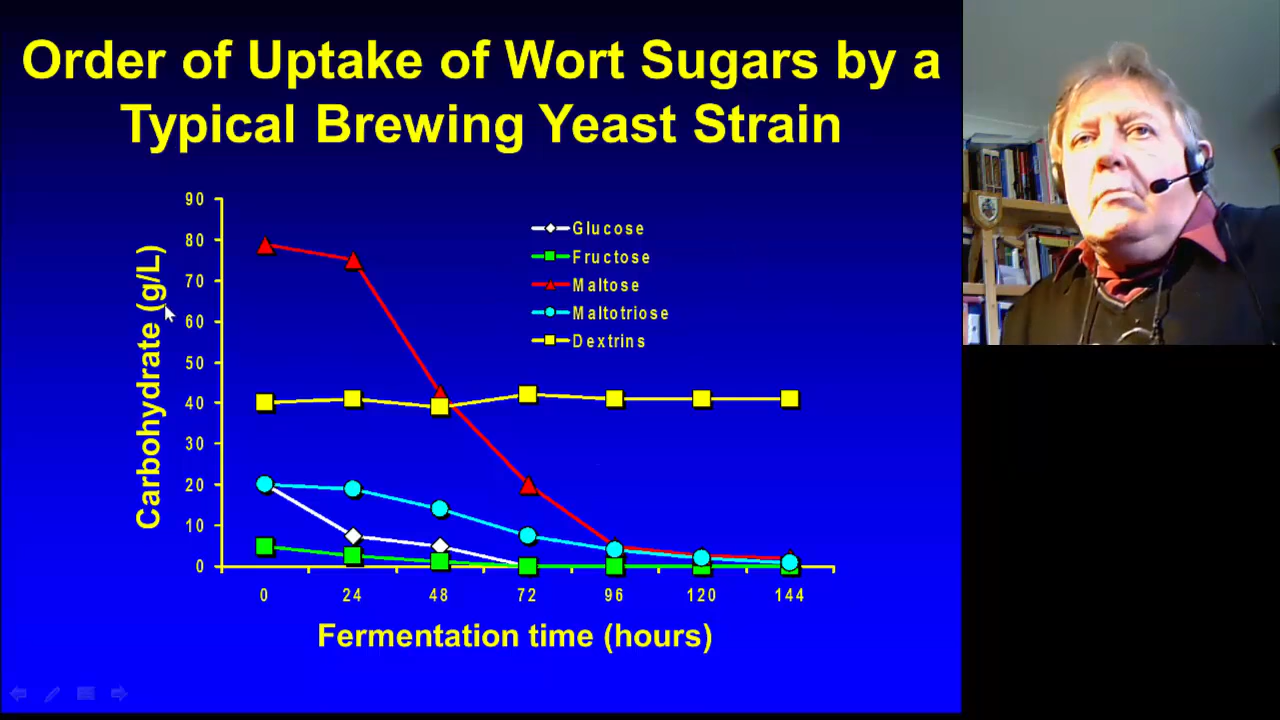 Order of Uptake of Wort Sugars by a
Typical Brewing Yeast Strain
Carbohydrate (g/L)
90
80
70
60
50
40
30
20
10
0
Glucose
Fructose
Maltose
Maltotriose
Dextrins
0 24 48 72 96 120 144
Fermentation time (hours)